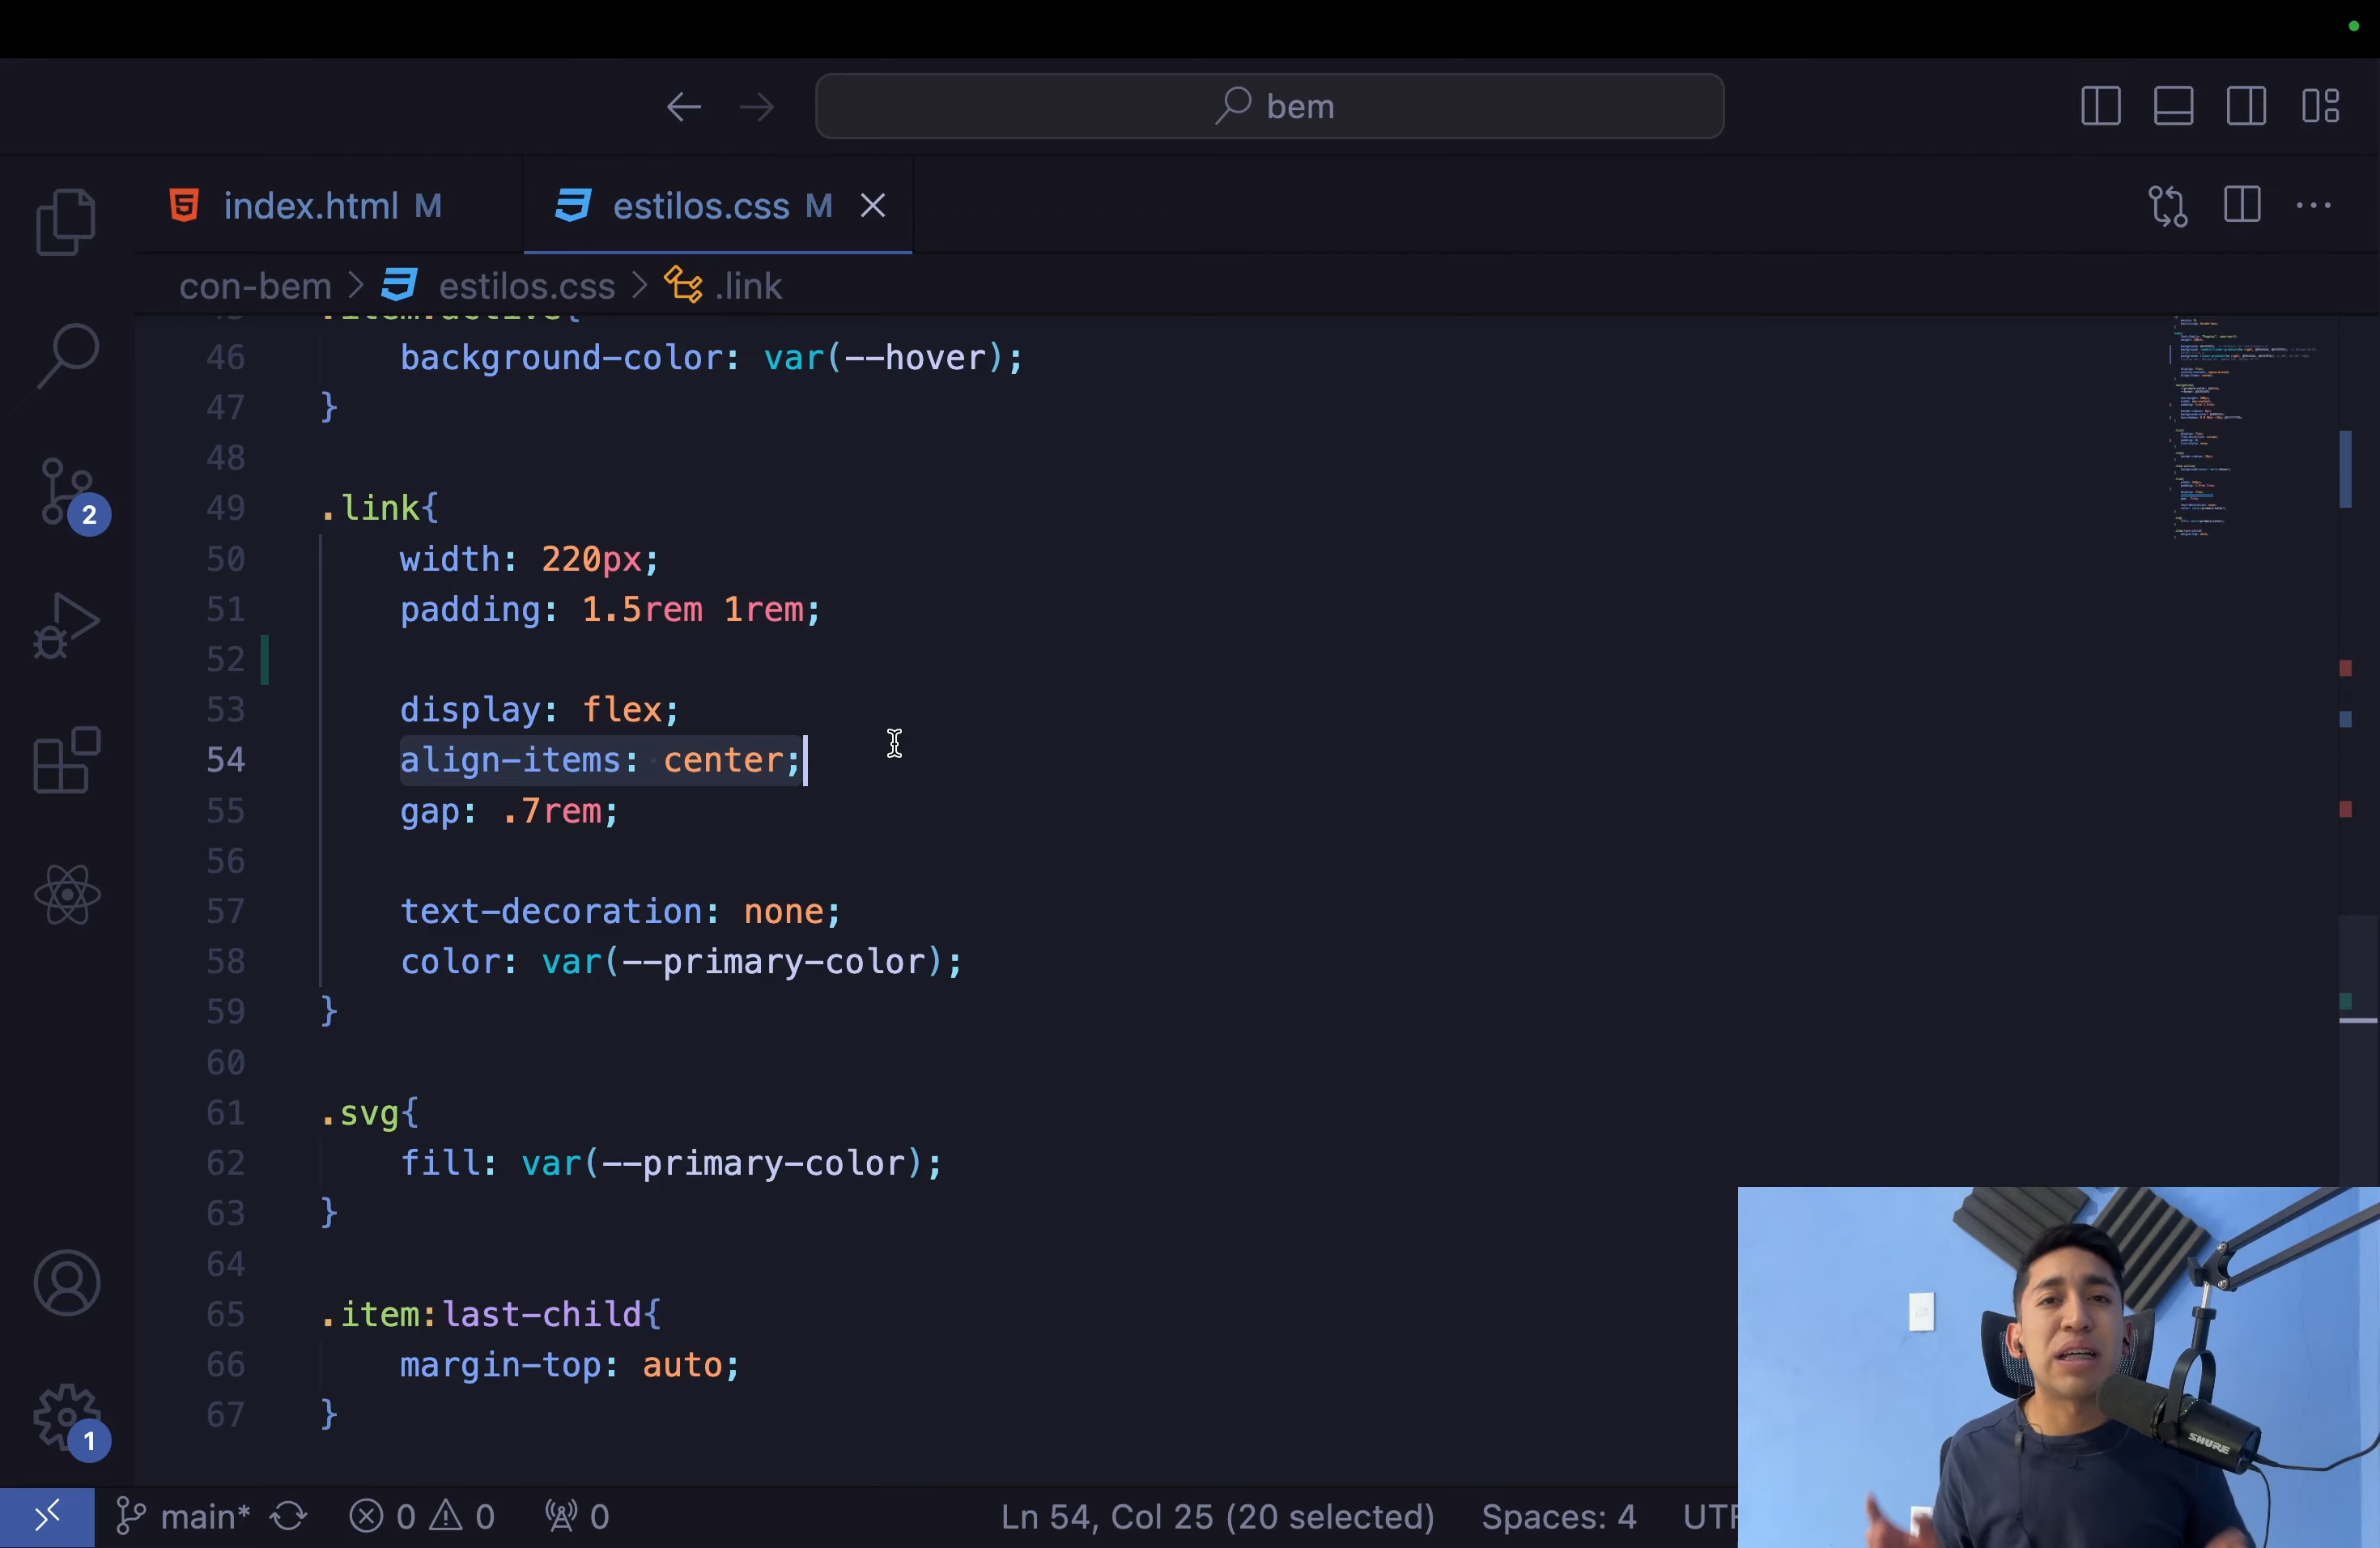 bem
index.html M
estilos.css M
con-bem > estilos.css > .link
46 background-color: var(--hover);
47 }
48
49 .link{
50 width: 220px;
51 padding: 1.5rem 1rem;
52
53 display: flex;
54 align-items: center;
55 gap: .7rem;
56
57 text-decoration: none;
58 color: var(--primary-color);
59 }
60
61 .svg{
62 fill: var(--primary-color);
63 }
64
65 .item:last-child{
66 margin-top: auto;
67 }
2
1
SHURE
main* 0 0 0 Ln 54, Col 25 (20 selected) Spaces: 4